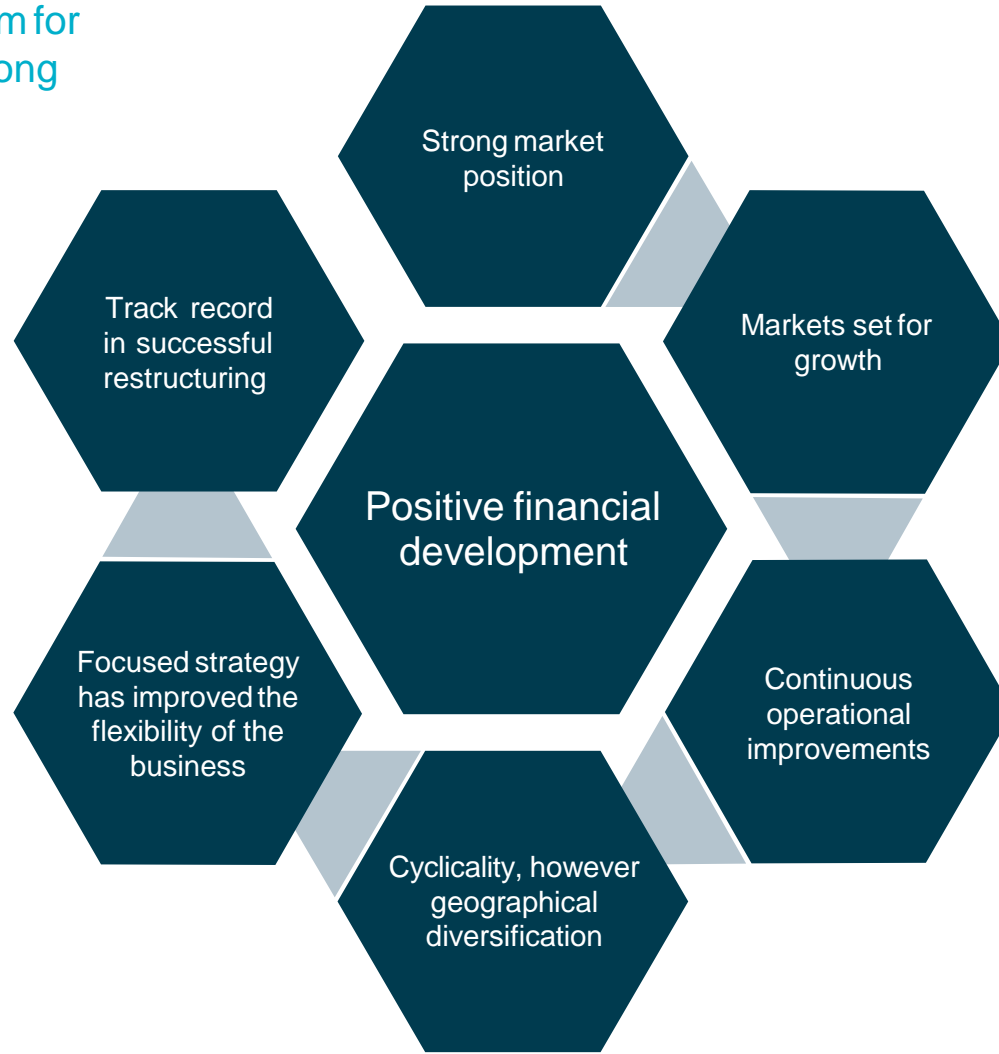 m for
ong
Strong market
position
Markets set for
growth
Continuous
operational
improvements
Cyclicality, however
geographical
diversification
Focused strategy
has improved the
flexibility of the
business
Track record
in successful
restructuring
Positive financial
development